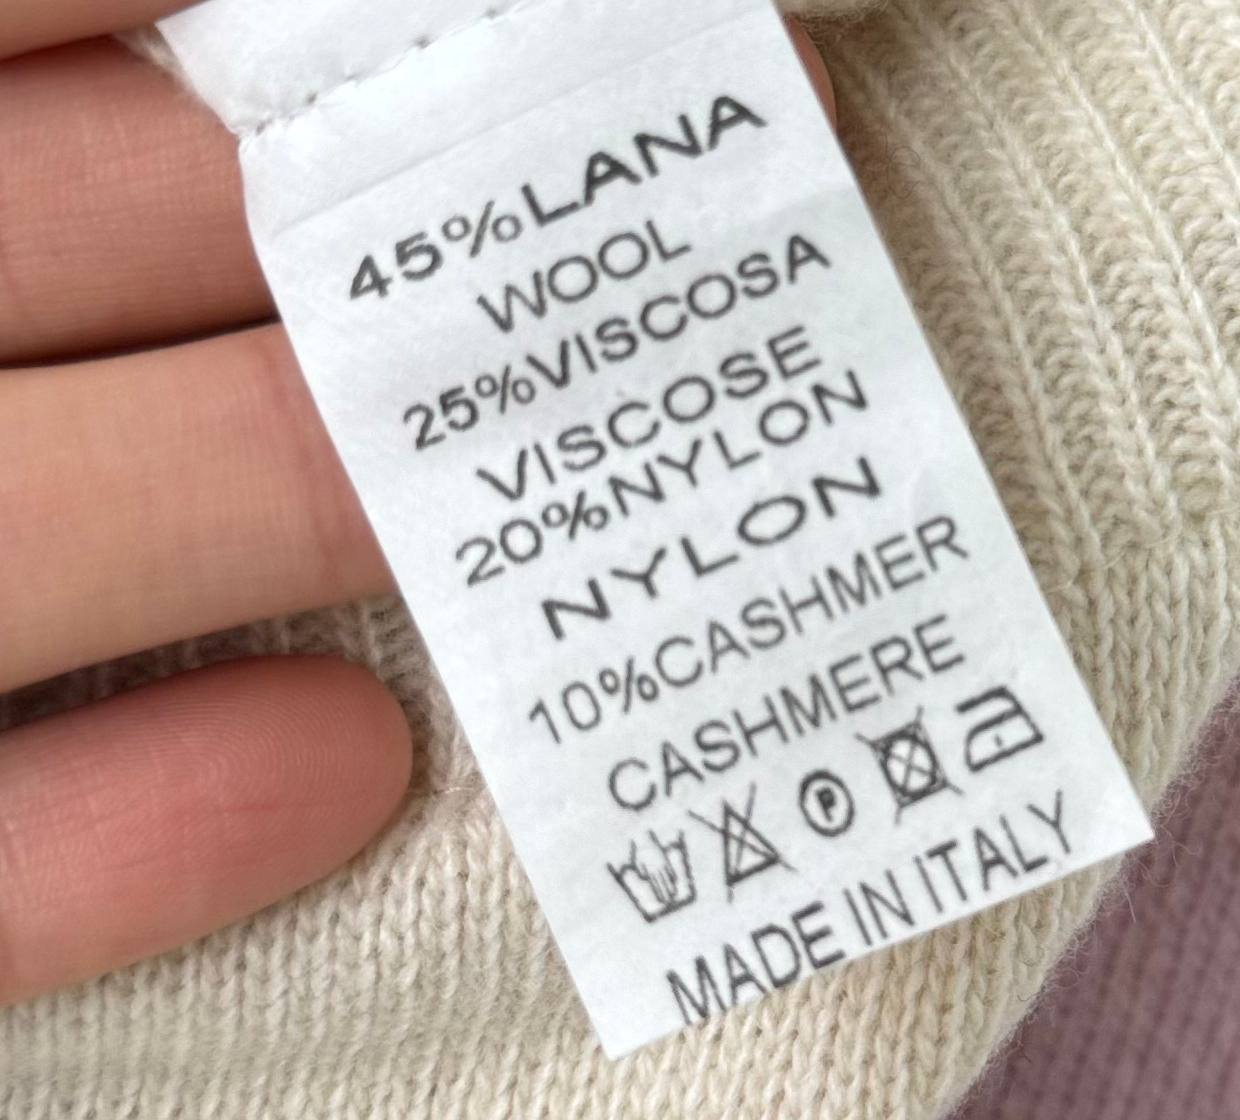 45%LANA
WOOL
25%VISCOSA
VISCOSE
20%NYLON
NYLON
10%CASHMER
CASHMERE
P
MADE IN ITALY